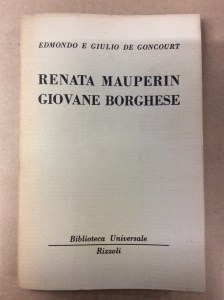 EDMONDO E GIULIO DE GONCOURT
RENATA MAUPERIN
GIOVANE BORGHESE
Biblioteca Universale
Rizzoli